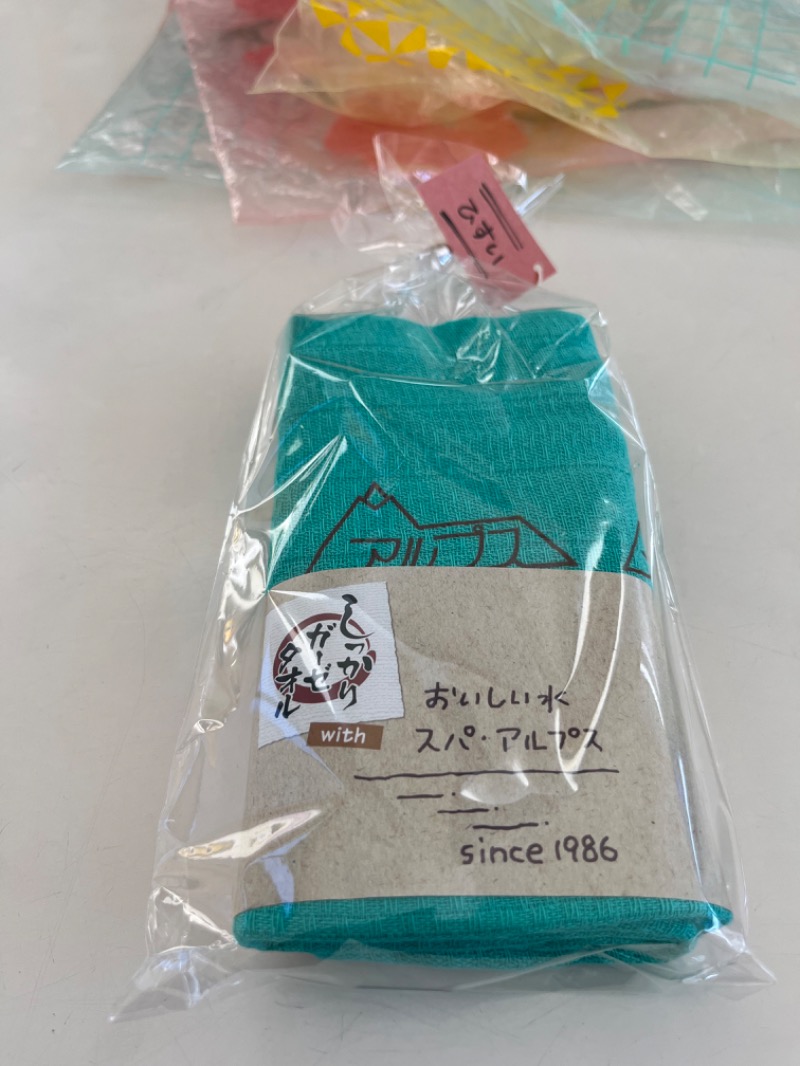 ひすい
アルプス
しっかり
ガーゼ
タオル
with
おいしい水
スパ・アルプス
since 1986